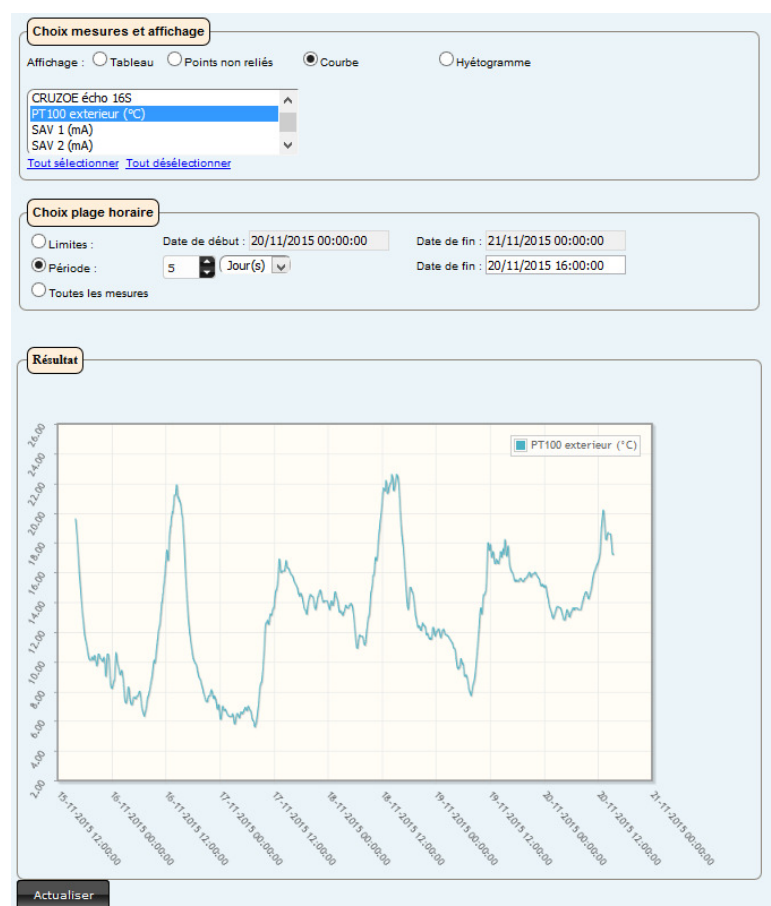 Choix mesures et affichage
Affichage : Tableau Points non reliés Courbe Hyétogramme
CRUZOE écho 16S
PT100 exterieur (°C)
SAV 1 (mA)
SAV 2 (mA)
Tout sélectionner Tout désélectionner
Choix plage horaire
Limites : Date de début : 20/11/2015 00:00:00 Date de fin : 21/11/2015 00:00:00
Période : 5 Jour(s) Date de fin : 20/11/2015 16:00:00
Toutes les mesures
Résultat
PT100 exterieur (°C)
26.00
24.00
22.00
20.00
18.00
16.00
14.00
12.00
10.00
8.00
6.00
4.00
2.00
15-11-2015 12:00:00
16-11-2015 00:00:00
16-11-2015 12:00:00
17-11-2015 00:00:00
17-11-2015 12:00:00
18-11-2015 00:00:00
18-11-2015 12:00:00
19-11-2015 00:00:00
19-11-2015 12:00:00
20-11-2015 00:00:00
20-11-2015 12:00:00
21-11-2015 00:00:00
Actualiser